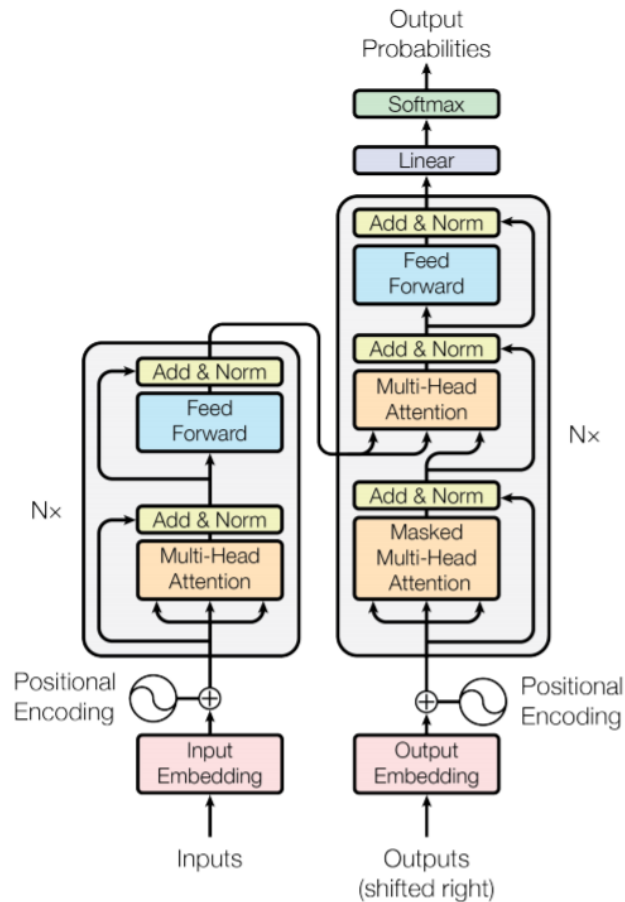 Output
Probabilities
Softmax
Linear
Add & Norm
Feed
Forward
Add & Norm
Multi-Head
Attention
Add & Norm
Masked
Multi-Head
Attention
N×
Add & Norm
Feed
Forward
Add & Norm
Multi-Head
Attention
N×
Positional
Encoding
Positional
Encoding
Input
Embedding
Output
Embedding
Inputs
Outputs
(shifted right)